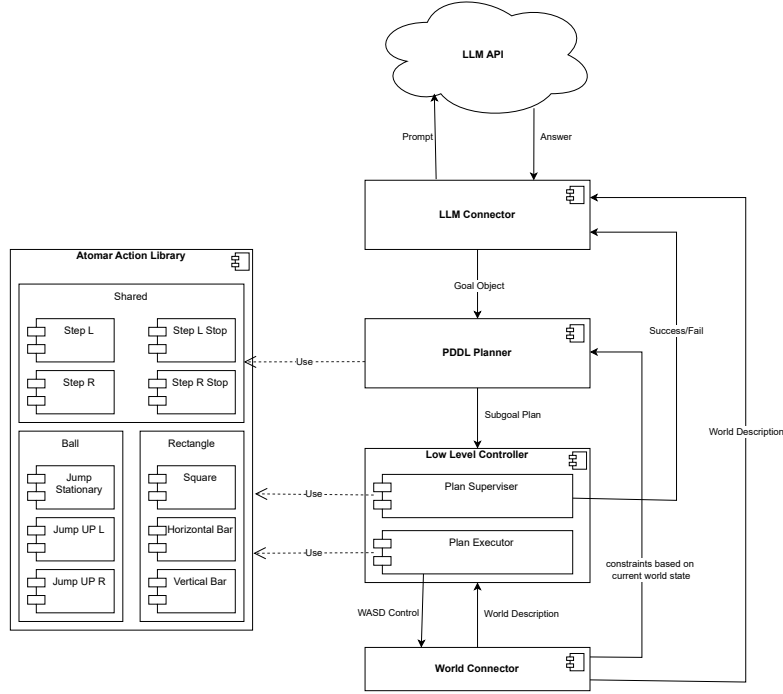 LLM API
Prompt
Answer
LLM Connector
Atomar Action Library
Shared
Goal Object
Step L
Step L Stop
Success/Fail
Use
PDDL Planner
Step R
Step R Stop
Subgoal Plan
World Description
Ball
Rectangle
Low Level Controller
Jump
Stationary
Square
Use
Plan Superviser
Jump UP L
Horizontal Bar
Use
Plan Executor
constraints based on
current world state
Jump UP R
Vertical Bar
WASD Control
World Description
World Connector